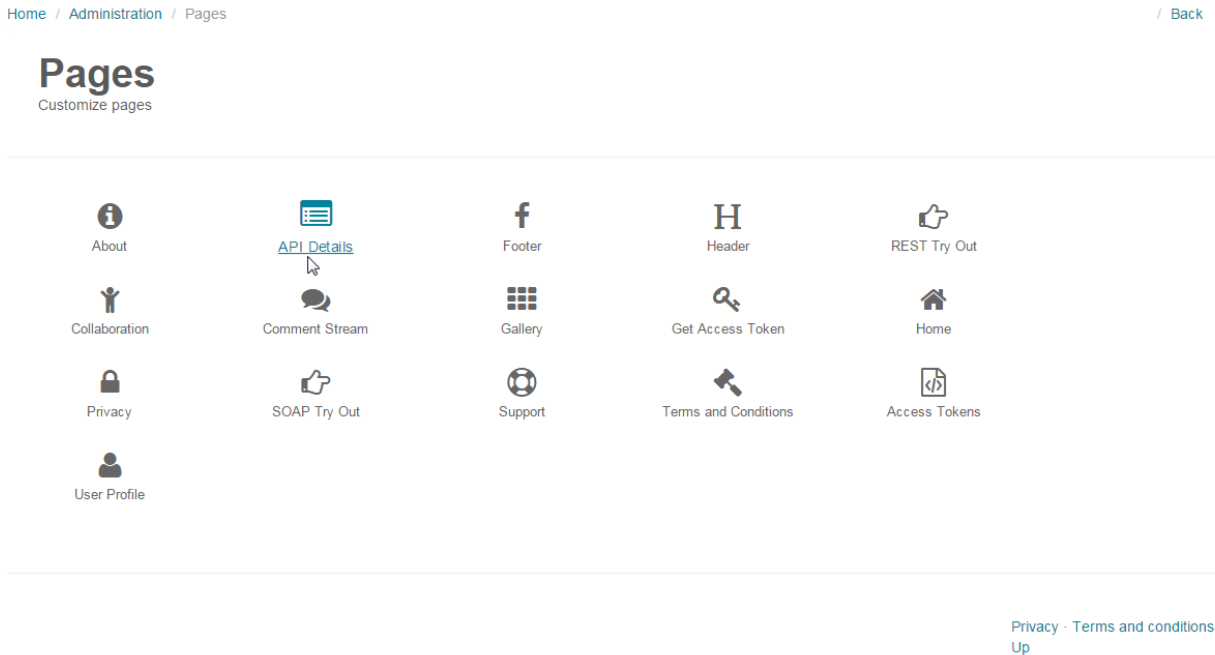 Home / Administration / Pages / Back
Pages
Customize pages
About API Details Footer Header REST Try Out
Collaboration Comment Stream Gallery Get Access Token Home
Privacy SOAP Try Out Support Terms and Conditions Access Tokens
User Profile
Privacy · Terms and conditions
Up